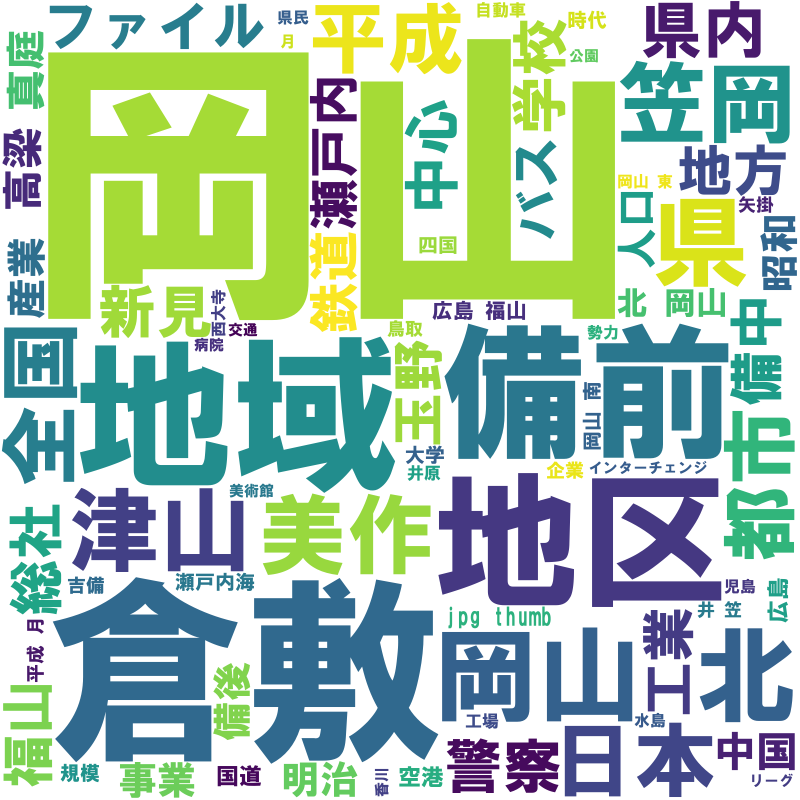 ファイル
県民
月
平成
自動車
時代
学校
公園
県内
真庭
岡山
瀬戸内
中心
バス
笠岡
高梁
地方
岡山 東
矢掛
県
人口
昭和
産業
鉄道
四国
新見
西大寺
交通
病院
広島 福山
北 岡山
鳥取
勢力
全国
地域
玉野
備前
備中
岡山 南
都市
大学
井原
企業
インターチェンジ
美術館
津山
美作
地区
総社
吉備
瀬戸内海
児島
井 笠
広島
jpg thumb
倉敷
平成 月
岡山
工業
北
備後
福山
工場
水島
規模
事業
国道
明治
香川
空港
警察
日本
中国
リーグ